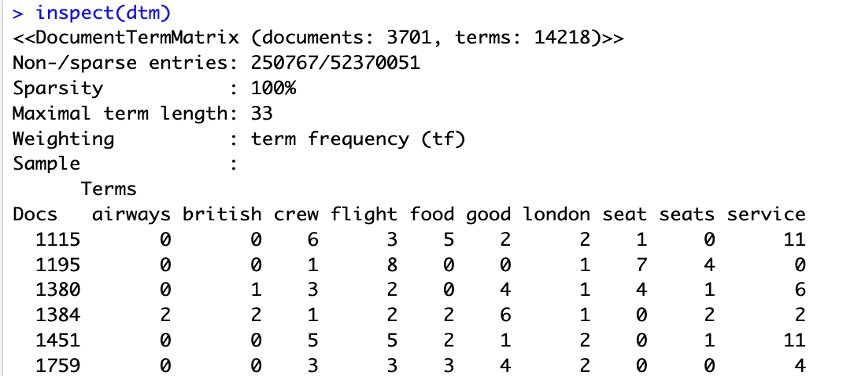 > inspect(dtm)
<<DocumentTermMatrix (documents: 3701, terms: 14218)>>
Non-/sparse entries: 250767/52370051
Sparsity           : 100%
Maximal term length: 33
Weighting          : term frequency (tf)
Sample             :
      Terms
Docs   airways british crew flight food good london seat seats service
  1115       0       0    6      3    5    2      2    1     0      11
  1195       0       0    1      8    0    0      1    7     4       0
  1380       0       1    3      2    0    4      1    4     1       6
  1384       2       2    1      2    2    6      1    0     2       2
  1451       0       0    5      5    2    1      2    0     1      11
  1759       0       0    3      3    3    4      2    0     0       4